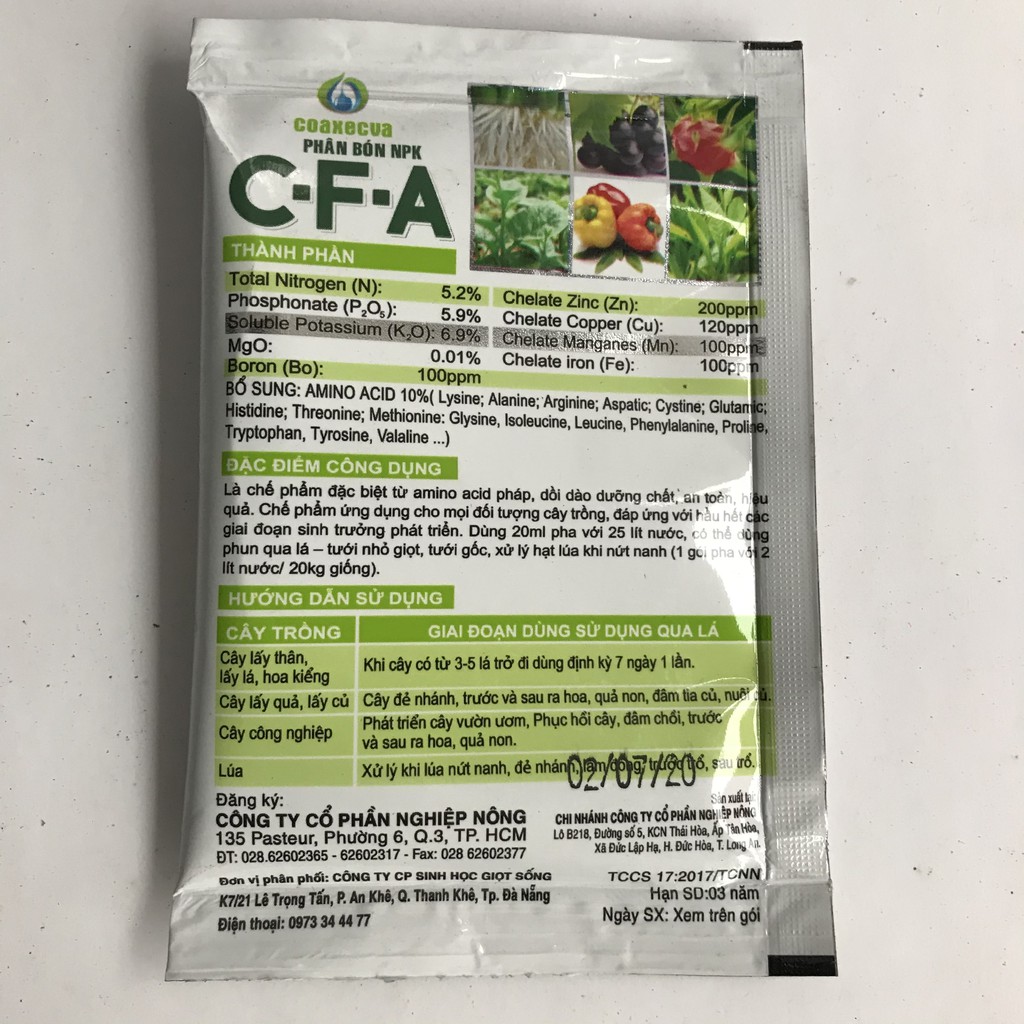 COAXECVA
PHÂN BÓN NPK
C·F·A
THÀNH PHẦN
Total Nitrogen (N): 5.2%
Phosphonate (P₂O₅): 5.9%
Soluble Potassium (K₂O): 6.9%
MgO: 0.01%
Boron (Bo): 100ppm
Chelate Zinc (Zn): 200ppm
Chelate Copper (Cu): 120ppm
Chelate Manganes (Mn): 100ppm
Chelate iron (Fe): 100ppm
BỔ SUNG: AMINO ACID 10%( Lysine; Alanine; Arginine; Aspatic; Cystine; Glutamic;
Histidine; Threonine; Methionine: Glysine, Isoleucine, Leucine, Phenylalanine, Proline,
Tryptophan, Tyrosine, Valaline ...)
ĐẶC ĐIỂM CÔNG DỤNG
Là chế phẩm đặc biệt từ amino acid pháp, dồi dào dưỡng chất, an toàn, hiệu
quả. Chế phẩm ứng dụng cho mọi đối tượng cây trồng, đáp ứng với hầu hết các
giai đoạn sinh trưởng phát triển. Dùng 20ml pha với 25 lít nước, có thể dùng
phun qua lá – tưới nhỏ giọt, tưới gốc, xử lý hạt lúa khi nứt nanh (1 gói pha với 2
lít nước/ 20kg giống).
HƯỚNG DẪN SỬ DỤNG
CÂY TRỒNG GIAI ĐOẠN DÙNG SỬ DỤNG QUA LÁ
Cây lấy thân,
lấy lá, hoa kiểng
Khi cây có từ 3-5 lá trở đi dùng định kỳ 7 ngày 1 lần.
Cây lấy quả, lấy củ Cây đẻ nhánh, trước và sau ra hoa, quả non, đâm tia củ, nuôi củ.
Cây công nghiệp
Phát triển cây vườn ươm, Phục hồi cây, đâm chồi, trước
và sau ra hoa, quả non.
Lúa Xử lý khi lúa nứt nanh, đẻ nhánh, làm đòng, trước trổ, sau trổ.
02/07/20
Đăng ký:
CÔNG TY CỔ PHẦN NGHIỆP NÔNG
135 Pasteur, Phường 6, Q.3, TP. HCM
ĐT: 028.62602365 - 62602317 - Fax: 028 62602377
Sản xuất tại:
CHI NHÁNH CÔNG TY CỔ PHẦN NGHIỆP NÔNG
Lô B218, Đường số 5, KCN Thái Hòa, Ấp Tân Hòa,
Xã Đức Lập Hạ, H. Đức Hòa, T. Long An.
Đơn vị phân phối: CÔNG TY CP SINH HỌC GIỌT SỐNG
K7/21 Lê Trọng Tấn, P. An Khê, Q. Thanh Khê, Tp. Đà Nẵng
Điện thoại: 0973 34 44 77
TCCS 17:2017/TCNN
Hạn SD:03 năm
Ngày SX: Xem trên gói